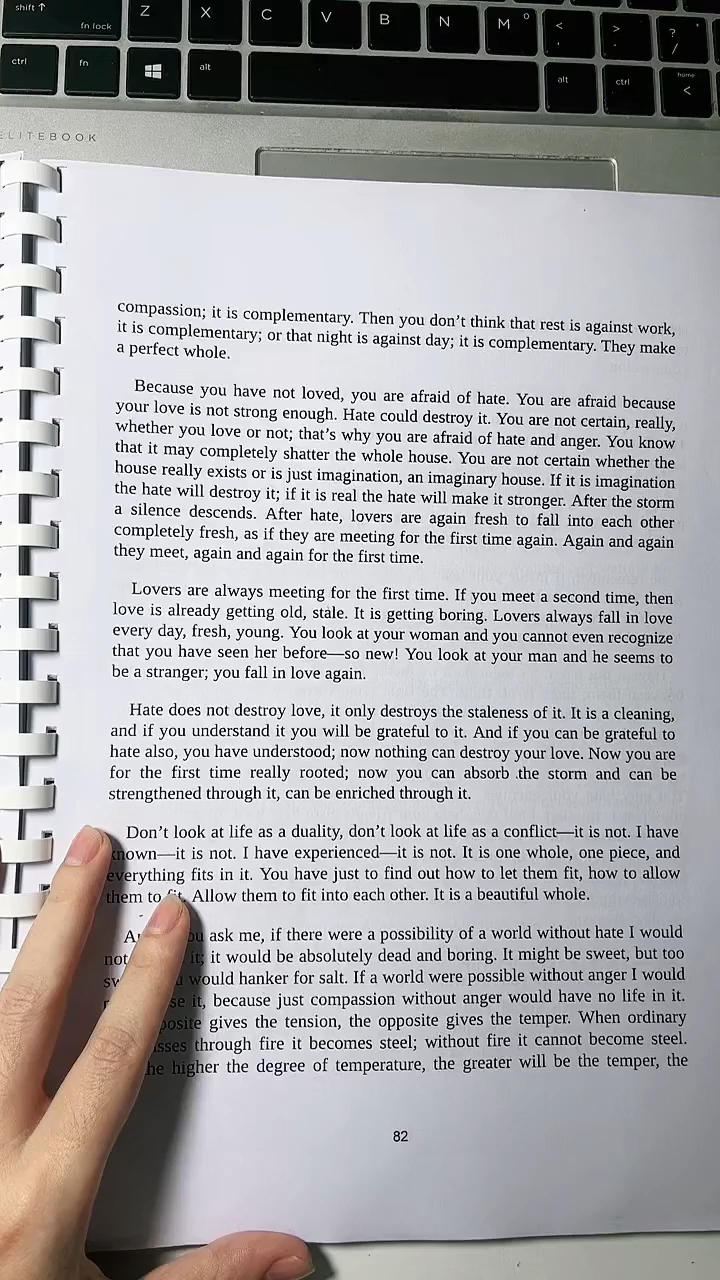 shift ↑
fn lock
Z X C V B N M < > ? /
ctrl fn alt alt ctrl home <
ELITEBOOK
compassion; it is complementary. Then you don't think that rest is against work,
it is complementary; or that night is against day; it is complementary. They make
a perfect whole.
Because you have not loved, you are afraid of hate. You are afraid because
your love is not strong enough. Hate could destroy it. You are not certain, really,
whether you love or not; that's why you are afraid of hate and anger. You know
that it may completely shatter the whole house. You are not certain whether the
house really exists or is just imagination, an imaginary house. If it is imagination
the hate will destroy it; if it is real the hate will make it stronger. After the storm
a silence descends. After hate, lovers are again fresh to fall into each other
completely fresh, as if they are meeting for the first time again. Again and again
they meet, again and again for the first time.
Lovers are always meeting for the first time. If you meet a second time, then
love is already getting old, stale. It is getting boring. Lovers always fall in love
every day, fresh, young. You look at your woman and you cannot even recognize
that you have seen her before—so new! You look at your man and he seems to
be a stranger; you fall in love again.
Hate does not destroy love, it only destroys the staleness of it. It is a cleaning,
and if you understand it you will be grateful to it. And if you can be grateful to
hate also, you have understood; now nothing can destroy your love. Now you are
for the first time really rooted; now you can absorb .the storm and can be
strengthened through it, can be enriched through it.
Don't look at life as a duality, don't look at life as a conflict—it is not. I have
known—it is not. I have experienced—it is not. It is one whole, one piece, and
everything fits in it. You have just to find out how to let them fit, how to allow
them to fit. Allow them to fit into each other. It is a beautiful whole.
ask me, if there were a possibility of a world without hate I would
not it; it would be absolutely dead and boring. It might be sweet, but too
would hanker for salt. If a world were possible without anger I would
it, because just compassion without anger would have no life in it.
gives the tension, the opposite gives the temper. When ordinary
through fire it becomes steel; without fire it cannot become steel.
higher the degree of temperature, the greater will be the temper, the
82